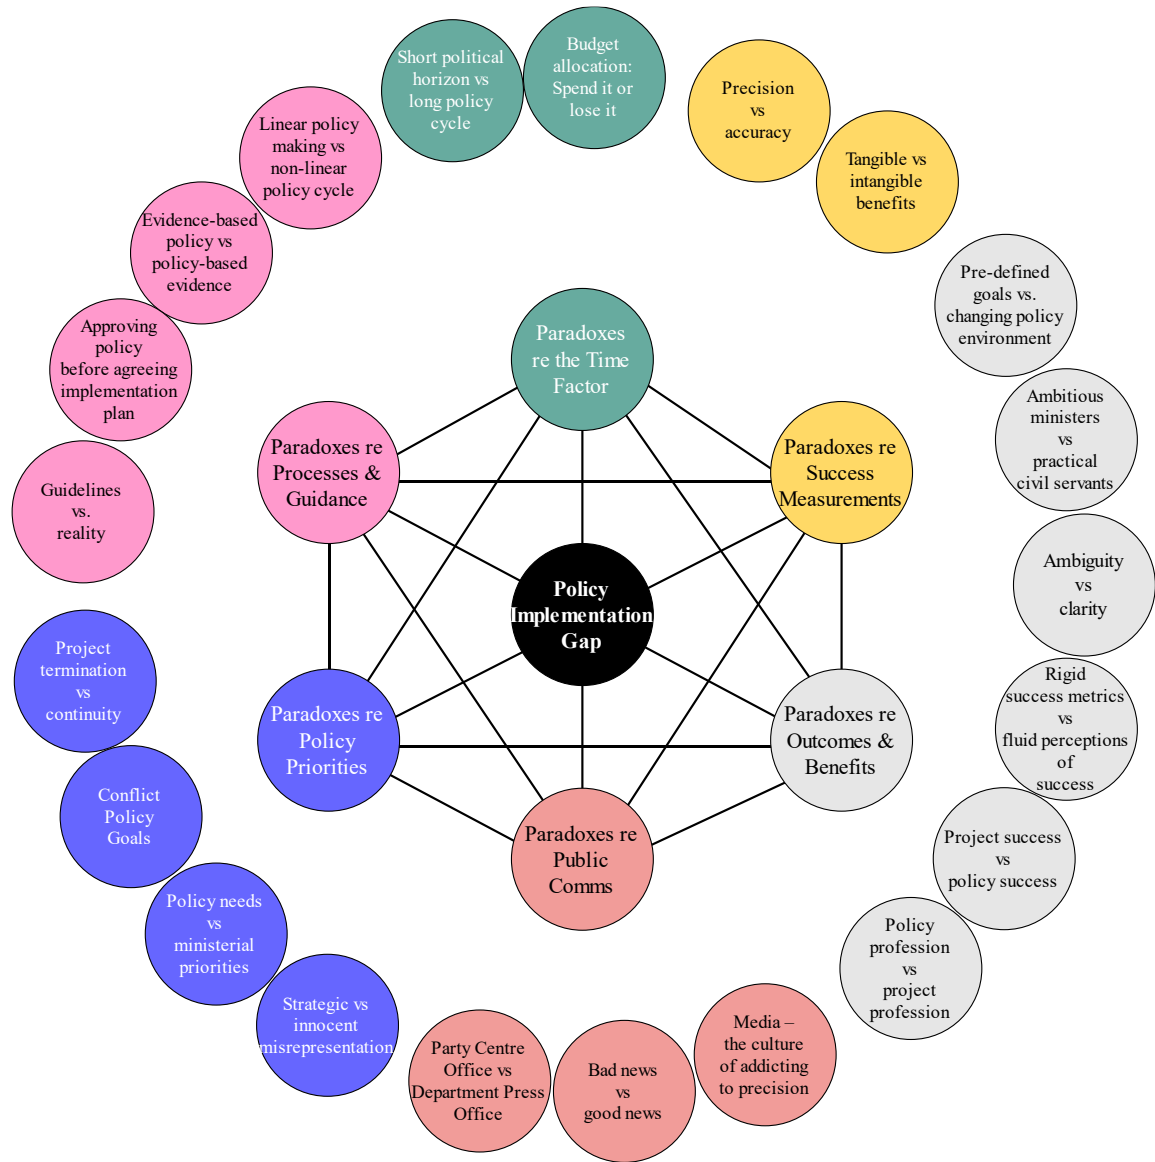 Short political
horizon vs
long policy
cycle
Budget
allocation:
Spend it or
lose it
Precision
vs
accuracy
Tangible vs
intangible
benefits
Pre-defined
goals vs.
changing policy
environment
Ambitious
ministers
vs
practical
civil servants
Ambiguity
vs
clarity
Rigid
success metrics
vs
fluid perceptions
of
success
Project success
vs
policy success
Policy
profession
vs
project
profession
Media –
the culture
of addicting
to precision
Bad news
vs
good news
Party Centre
Office vs
Department Press
Office
Strategic vs
innocent
misrepresentation
Policy needs
vs
ministerial
priorities
Conflict
Policy
Goals
Project
termination
vs
continuity
Guidelines
vs.
reality
Approving
policy
before agreeing
implementation
plan
Evidence-based
policy vs
policy-based
evidence
Linear policy
making vs
non-linear
policy cycle
Paradoxes
re the Time
Factor
Paradoxes re
Success
Measurements
Paradoxes re
Outcomes &
Benefits
Paradoxes re
Public
Comms
Paradoxes re
Policy
Priorities
Paradoxes re
Processes &
Guidance
Policy
Implementation
Gap